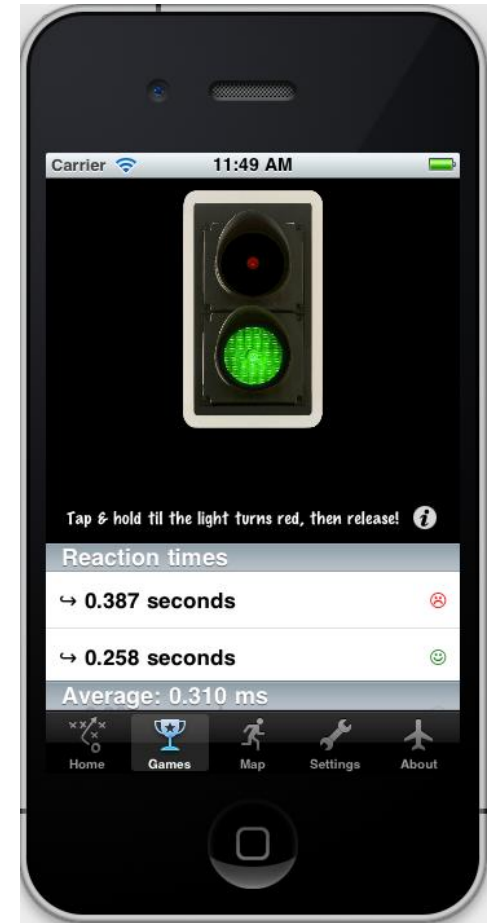 Carrier 11:49 AM
Tap & hold til the light turns red, then release!
Reaction times
↪ 0.387 seconds
↪ 0.258 seconds
Average: 0.310 ms
Home Games Map Settings About